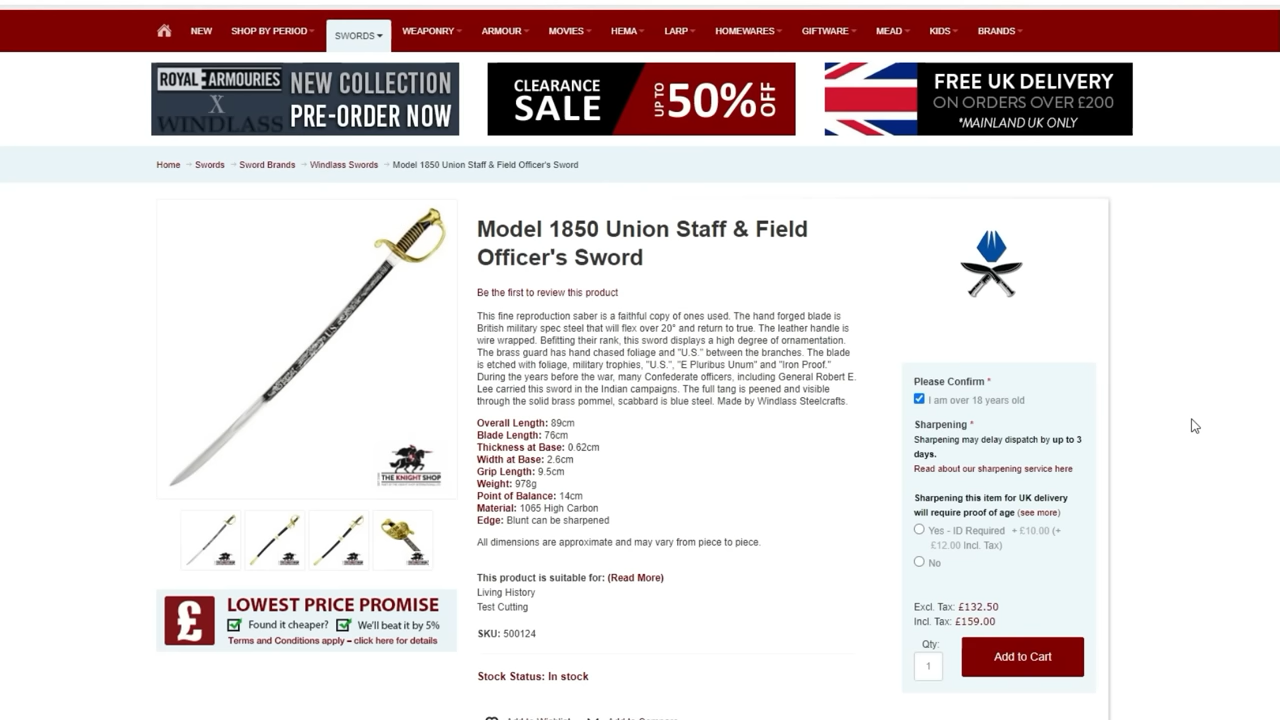 NEW
SHOP BY PERIOD
SWORDS
WEAPONRY
ARMOUR
MOVIES
HEMA
LARP
HOMEWARES
GIFTWARE
MEAD
KIDS
BRANDS
ROYAL ARMOURIES
X
WINDLASS
NEW COLLECTION
PRE-ORDER NOW
CLEARANCE
SALE
UP TO
50%
OFF
FREE UK DELIVERY
ON ORDERS OVER £200
*MAINLAND UK ONLY
Home → Swords → Sword Brands → Windlass Swords → Model 1850 Union Staff & Field Officer's Sword
THE KNIGHT SHOP
LOWEST PRICE PROMISE
£
Found it cheaper? We'll beat it by 5%
Terms and Conditions apply – click here for details
Model 1850 Union Staff & Field
Officer's Sword
Be the first to review this product
This fine reproduction saber is a faithful copy of ones used. The hand forged blade is
British military spec steel that will flex over 20° and return to true. The leather handle is
wire wrapped. Befitting their rank, this sword displays a high degree of ornamentation.
The brass guard has hand chased foliage and "U.S." between the branches. The blade
is etched with foliage, military trophies, "U.S.", "E Pluribus Unum" and "Iron Proof."
During the years before the war, many Confederate officers, including General Robert E.
Lee carried this sword in the Indian campaigns. The full tang is peened and visible
through the solid brass pommel, scabbard is blue steel. Made by Windlass Steelcrafts.
Overall Length: 89cm
Blade Length: 76cm
Thickness at Base: 0.62cm
Width at Base: 2.6cm
Grip Length: 9.5cm
Weight: 978g
Point of Balance: 14cm
Material: 1065 High Carbon
Edge: Blunt can be sharpened
All dimensions are approximate and may vary from piece to piece.
This product is suitable for: (Read More)
Living History
Test Cutting
SKU: 500124
Stock Status: In stock
Add to Wishlist
Add to Compare
Please Confirm *
I am over 18 years old
Sharpening *
Sharpening may delay dispatch by up to 3
days.
Read about our sharpening service here
Sharpening this item for UK delivery
will require proof of age (see more)
Yes - ID Required + £10.00 (+
£12.00 Incl. Tax)
No
Excl. Tax: £132.50
Incl. Tax: £159.00
Qty:
1
Add to Cart